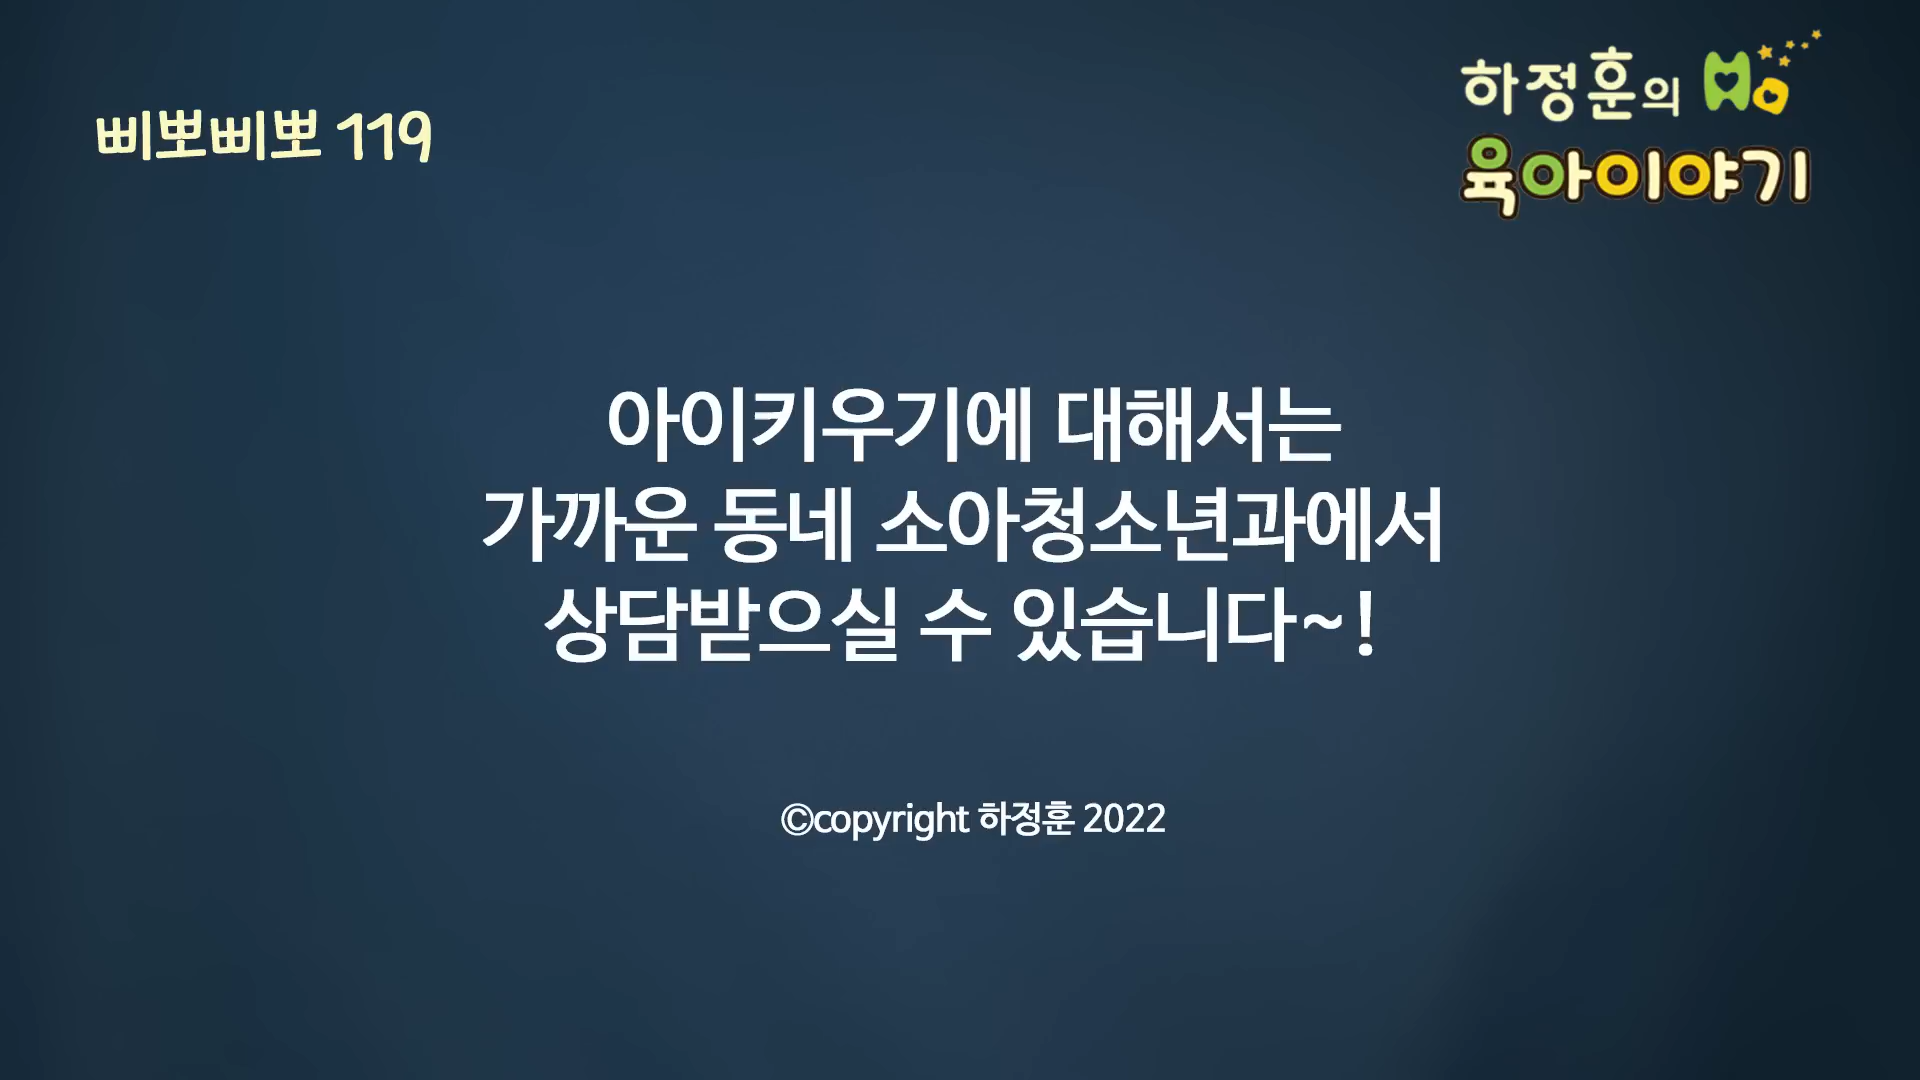 삐뽀삐뽀 119
하정훈의
육아이야기
아이키우기에 대해서는
가까운 동네 소아청소년과에서
상담받으실 수 있습니다~!
©copyright 하정훈 2022